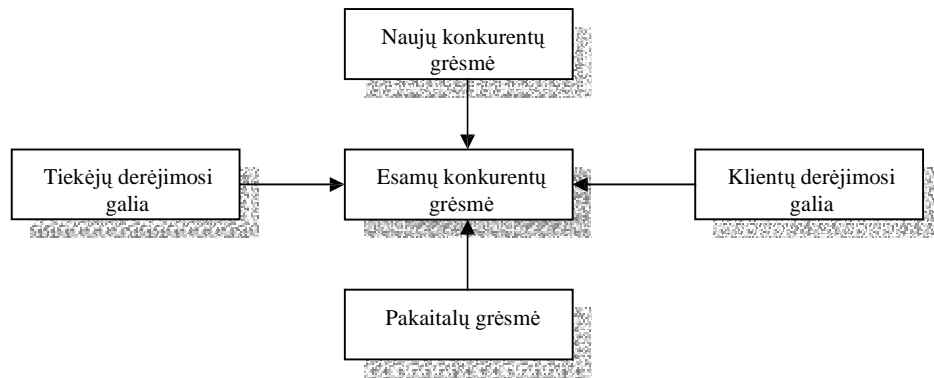 Naujų konkurentų
grėsmė
Tiekėjų derėjimosi
galia
Esamų konkurentų
grėsmė
Klientų derėjimosi
galia
Pakaitalų grėsmė